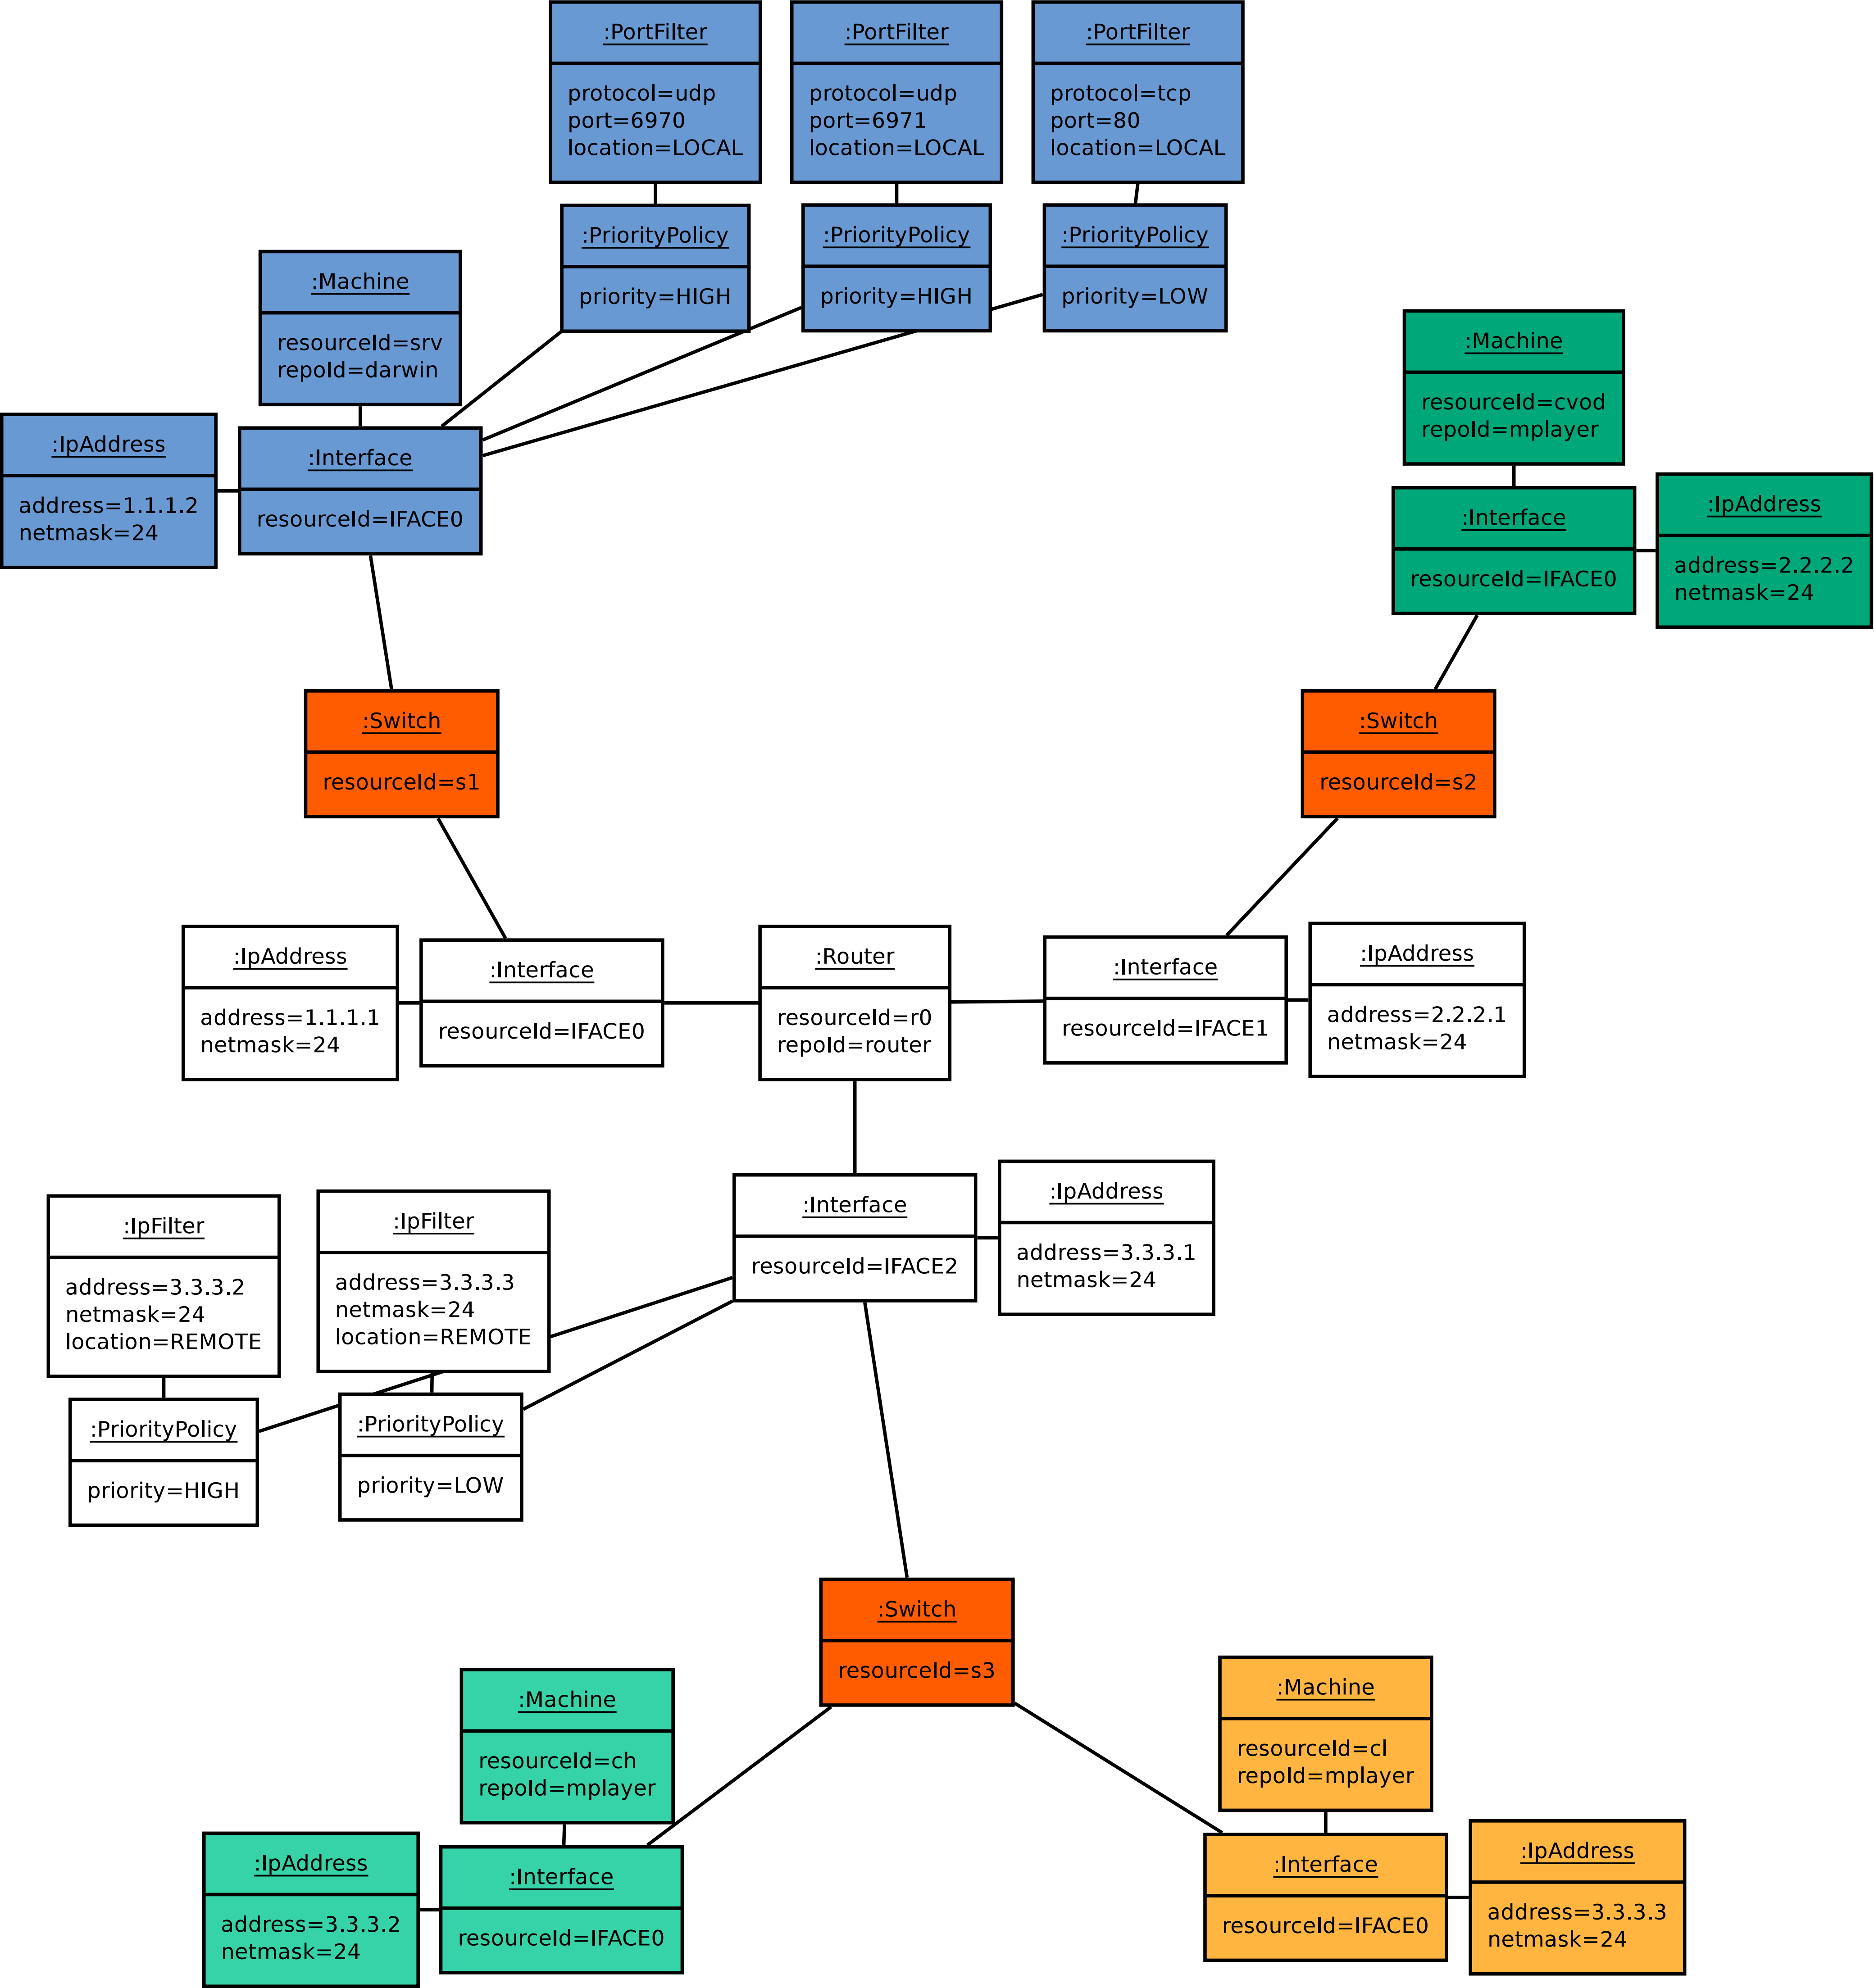 :PortFilter
protocol=udp
port=6970
location=LOCAL
:PortFilter
protocol=udp
port=6971
location=LOCAL
:PortFilter
protocol=tcp
port=80
location=LOCAL
:PriorityPolicy
priority=HIGH
:PriorityPolicy
priority=HIGH
:PriorityPolicy
priority=LOW
:Machine
resourceId=srv
repoId=darwin
:IpAddress
address=1.1.1.2
netmask=24
:Interface
resourceId=IFACE0
:Machine
resourceId=cvod
repoId=mplayer
:Interface
resourceId=IFACE0
:IpAddress
address=2.2.2.2
netmask=24
:Switch
resourceId=s1
:Switch
resourceId=s2
:IpAddress
address=1.1.1.1
netmask=24
:Interface
resourceId=IFACE0
:Router
resourceId=r0
repoId=router
:Interface
resourceId=IFACE1
:IpAddress
address=2.2.2.1
netmask=24
:IpFilter
address=3.3.3.2
netmask=24
location=REMOTE
:IpFilter
address=3.3.3.3
netmask=24
location=REMOTE
:Interface
resourceId=IFACE2
:IpAddress
address=3.3.3.1
netmask=24
:PriorityPolicy
priority=HIGH
:PriorityPolicy
priority=LOW
:Switch
resourceId=s3
:Machine
resourceId=ch
repoId=mplayer
:IpAddress
address=3.3.3.2
netmask=24
:Interface
resourceId=IFACE0
:Machine
resourceId=cl
repoId=mplayer
:Interface
resourceId=IFACE0
:IpAddress
address=3.3.3.3
netmask=24